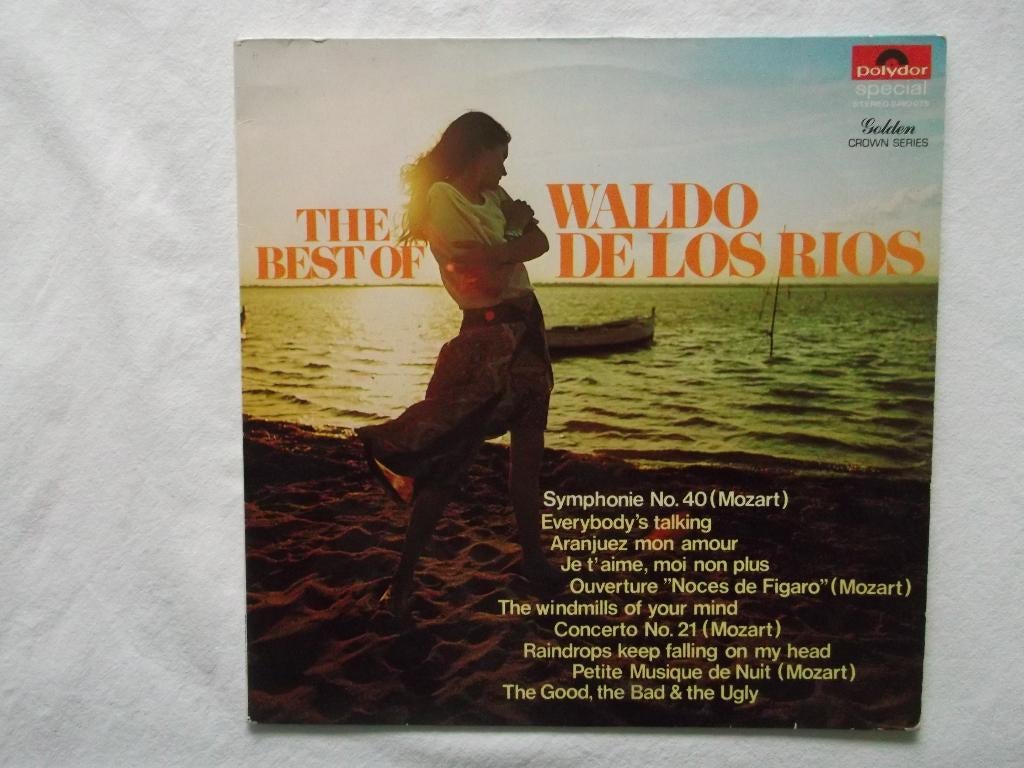 polydor
special
Golden
CROWN SERIES
THE
BEST OF
WALDO
DE LOS RIOS
Symphonie No. 40 (Mozart)
Everybody's talking
Aranjuez mon amour
Je t'aime, moi non plus
Ouverture "Noces de Figaro" (Mozart)
The windmills of your mind
Concerto No. 21 (Mozart)
Raindrops keep falling on my head
Petite Musique de Nuit (Mozart)
The Good, the Bad & the Ugly